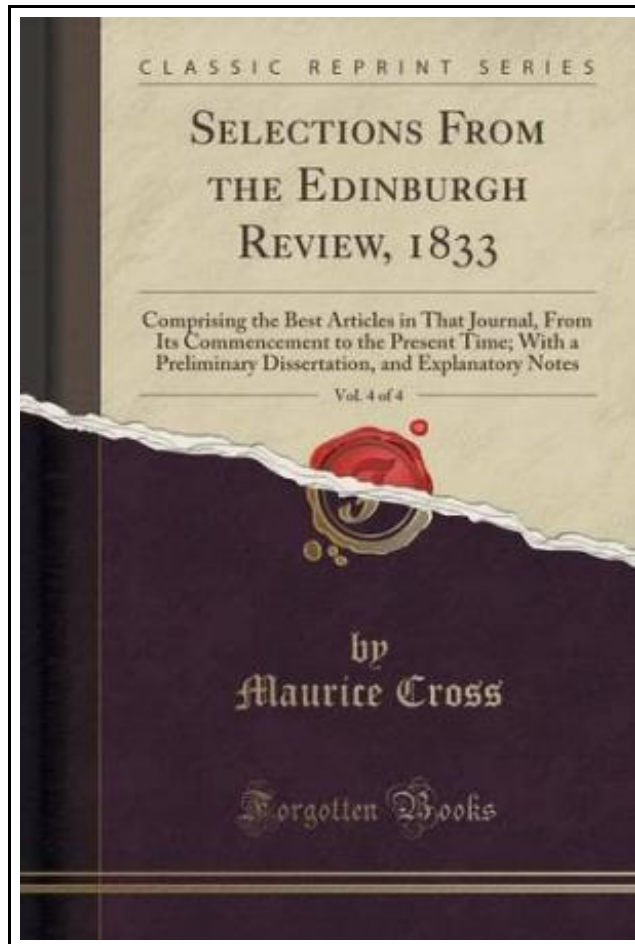 CLASSIC REPRINT SERIES
SELECTIONS FROM
THE EDINBURGH
REVIEW, 1833
Comprising the Best Articles in That Journal, From
Its Commencement to the Present Time; With a
Preliminary Dissertation, and Explanatory Notes
Vol. 4 of 4
by
Maurice Cross
Forgotten Books